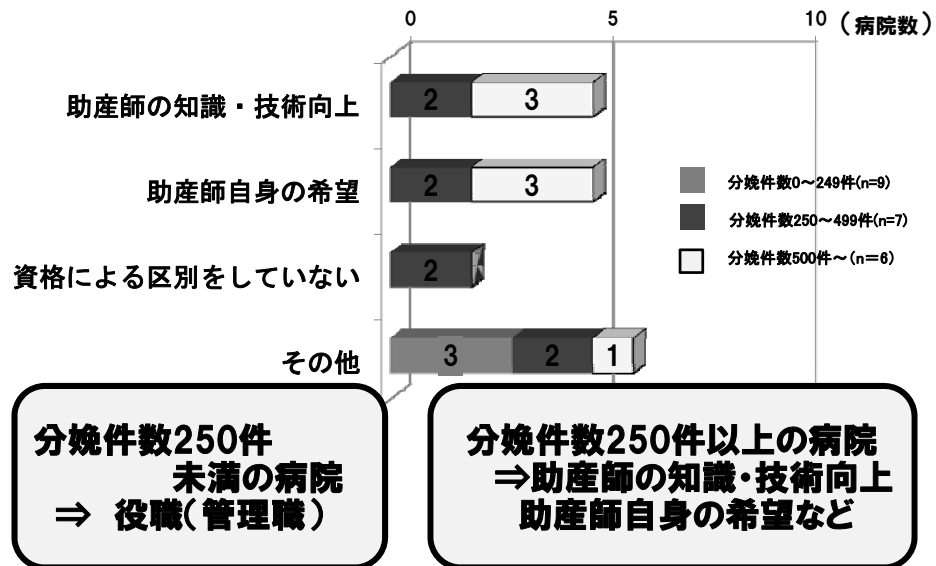 0 5 10 (病院数)
助産師の知識・技術向上
2 3
助産師自身の希望
2 3
資格による区別をしていない
2
その他
3 2 1
分娩件数0～249件(n=9)
分娩件数250～499件(n=7)
分娩件数500件～(n=6)
分娩件数250件
未満の病院
⇒ 役職(管理職)
分娩件数250件以上の病院
⇒助産師の知識・技術向上
助産師自身の希望など